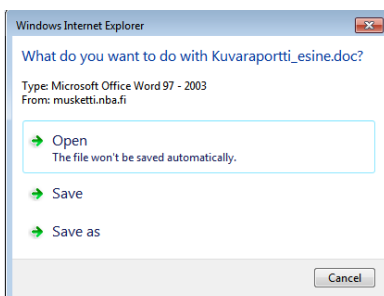 Windows Internet Explorer
What do you want to do with Kuvaraportti_esine.doc?
Type: Microsoft Office Word 97 - 2003
From: musketti.nba.fi
Open
The file won't be saved automatically.
Save
Save as
Cancel